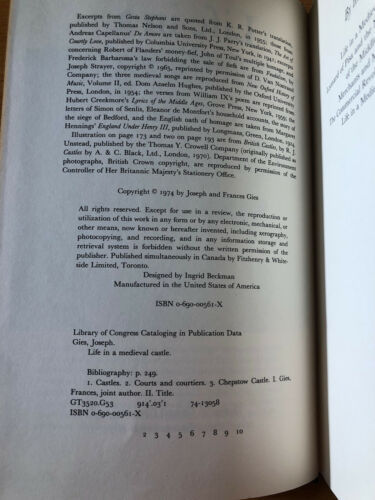 Excerpts from Gesta Stephani are quoted from K. R. Potter's translation,
published by Thomas Nelson and Sons, Ltd., London, in 1955; those from
Andreas Capellanus' De Amore are taken from J. J. Parry's translation, The Art of
Courtly Love, published by Columbia University Press, New York, in 1941; the
concerning Robert of Flanders' money-fief, John of Toul's multiple homage, and
Frederick Barbarossa's law forbidding the sale of fiefs are from Feudalism, by
Joseph Strayer, copyright © 1965, reprinted by permission of D. Van Nostrand
Company; the three medieval songs are reproduced from New Oxford History of
Music, Volume II, ed. Dom Anselm Hughes, published by the Oxford University
Press, London, in 1954; the verses from William IX's poem are reprinted from
Hubert Creekmore's Lyrics of the Middle Ages, Grove Press, New York, 1959; the
letters of Simon of Senlis, Eleanor de Montfort's household accounts, the story of
the siege of Bedford, and the English oath of homage are taken from Margaret
Hennings' England Under Henry III, published by Longmans, Green, London, 1924.
Illustration on page 173 and two on page 193 are from British Castles, by R. J.
Unstead, published by the Thomas Y. Crowell Company (originally published as
Castles by A. & C. Black, Ltd., London, 1970). Department of the Environment
photographs, British Crown copyright, are reproduced by permission of the
Controller of Her Britannic Majesty's Stationery Office.
Copyright © 1974 by Joseph and Frances Gies
All rights reserved. Except for use in a review, the reproduction or
utilization of this work in any form or by any electronic, mechanical, or
other means, now known or hereafter invented, including xerography,
photocopying, and recording, and in any information storage and
retrieval system is forbidden without the written permission of the
publisher. Published simultaneously in Canada by Fitzhenry & White-
side Limited, Toronto.
Designed by Ingrid Beckman
Manufactured in the United States of America
ISBN 0-690-00561-X
Library of Congress Cataloging in Publication Data
Gies, Joseph.
Life in a medieval castle.
Bibliography: p. 249.
1. Castles. 2. Courts and courtiers. 3. Chepstow Castle. I. Gies,
Frances, joint author. II. Title.
GT3520.G53 914'.03'1 74-13058
ISBN 0-690-00561-X
2 3 4 5 6 7 8 9 10
Life in a M